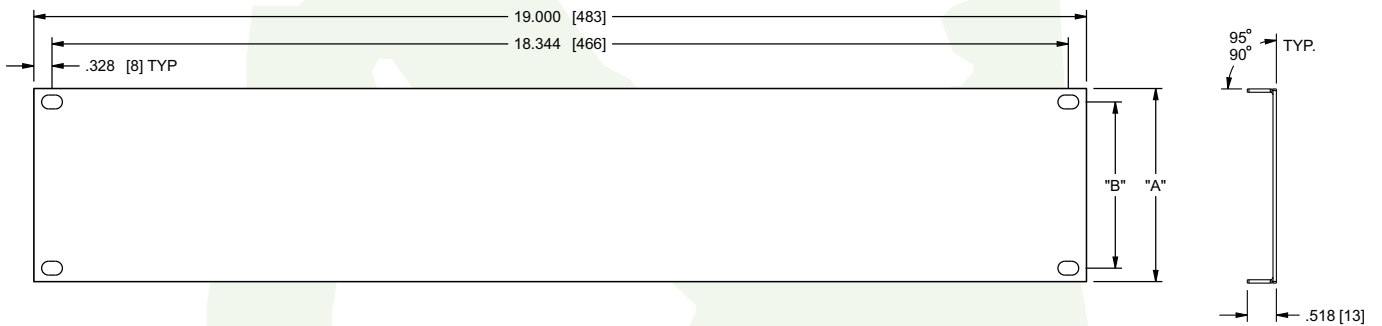 19.000 [483]
18.344 [466]
.328 [8] TYP
95°
90°
TYP.
"B" "A"
.518 [13]